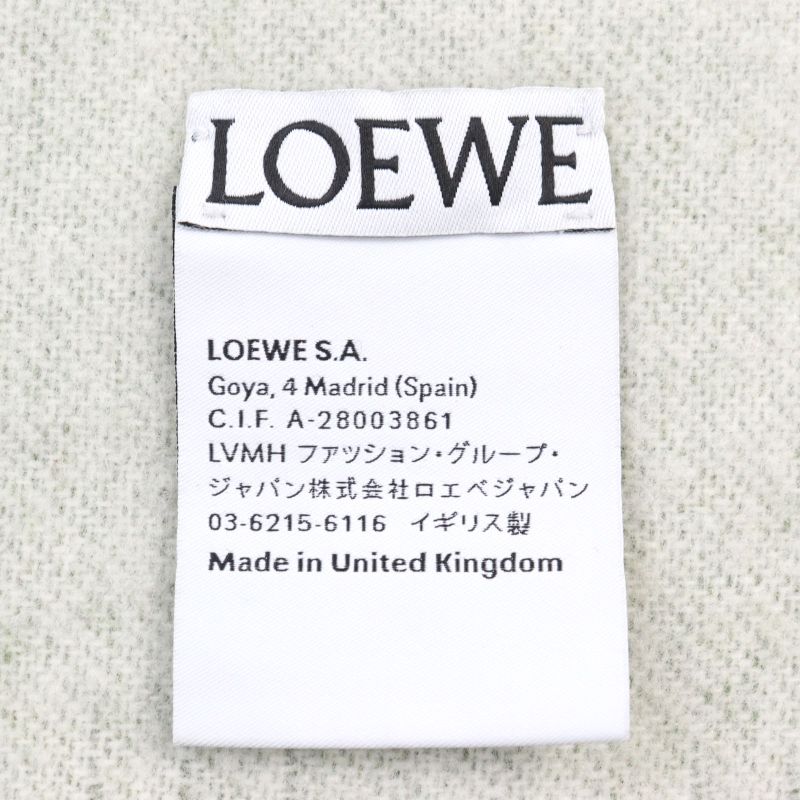 LOEWE
LOEWE S.A.
Goya, 4 Madrid (Spain)
C.I.F. A-28003861
LVMH ファッション・グループ・
ジャパン株式会社ロエベジャパン
03-6215-6116 イギリス製
Made in United Kingdom